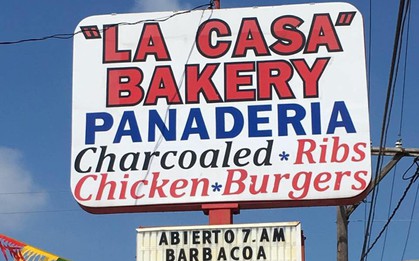 "LA CASA"
BAKERY
PANADERIA
Charcoaled * Ribs
Chicken * Burgers
ABIERTO 7. AM
BARBACOA